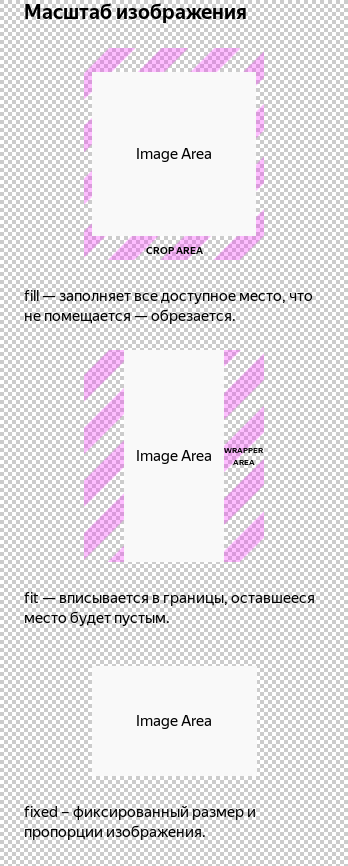 Масштаб изображения
Image Area
CROP AREA
fill — заполняет все доступное место, что
не помещается — обрезается.
Image Area
WRAPPER
AREA
fit — вписывается в границы, оставшееся
место будет пустым.
Image Area
fixed – фиксированный размер и
пропорции изображения.